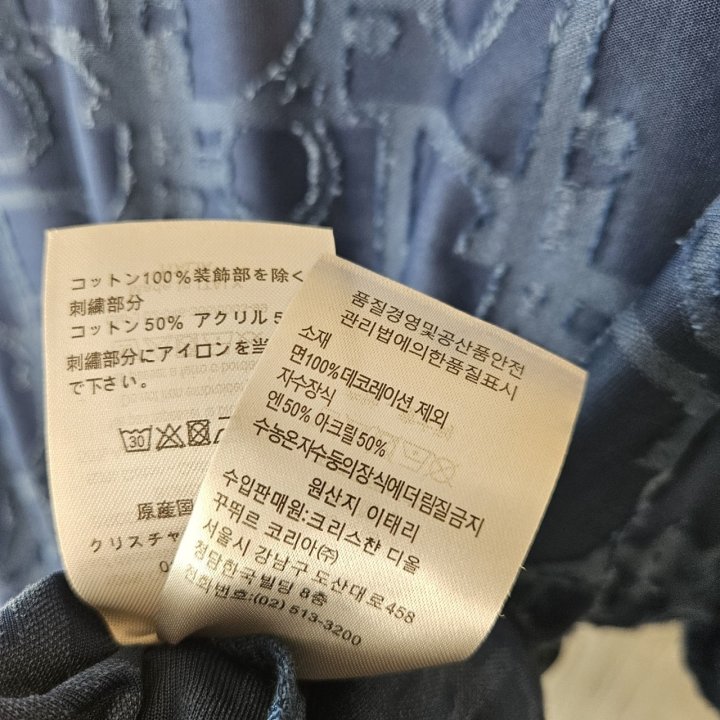 コットン100%装飾部を除く
刺繍部分
コットン50% アクリル5
刺繍部分にアイロンを当
で下さい。
30
原産国
クリスチャ
品질경영및공산품안전
관리법에의한품질표시
소재
면100%데코레이션 제외
자수장식
엔50% 아크릴50%
수농은자수등의장식에더림질금지
원산지 이태리
수입판매원:크리스챤 디올
꾸뛰르 코리아(주)
서울시 강남구 도산대로 458
청담한국빌딩 8층
전화번호:(02) 513-3200